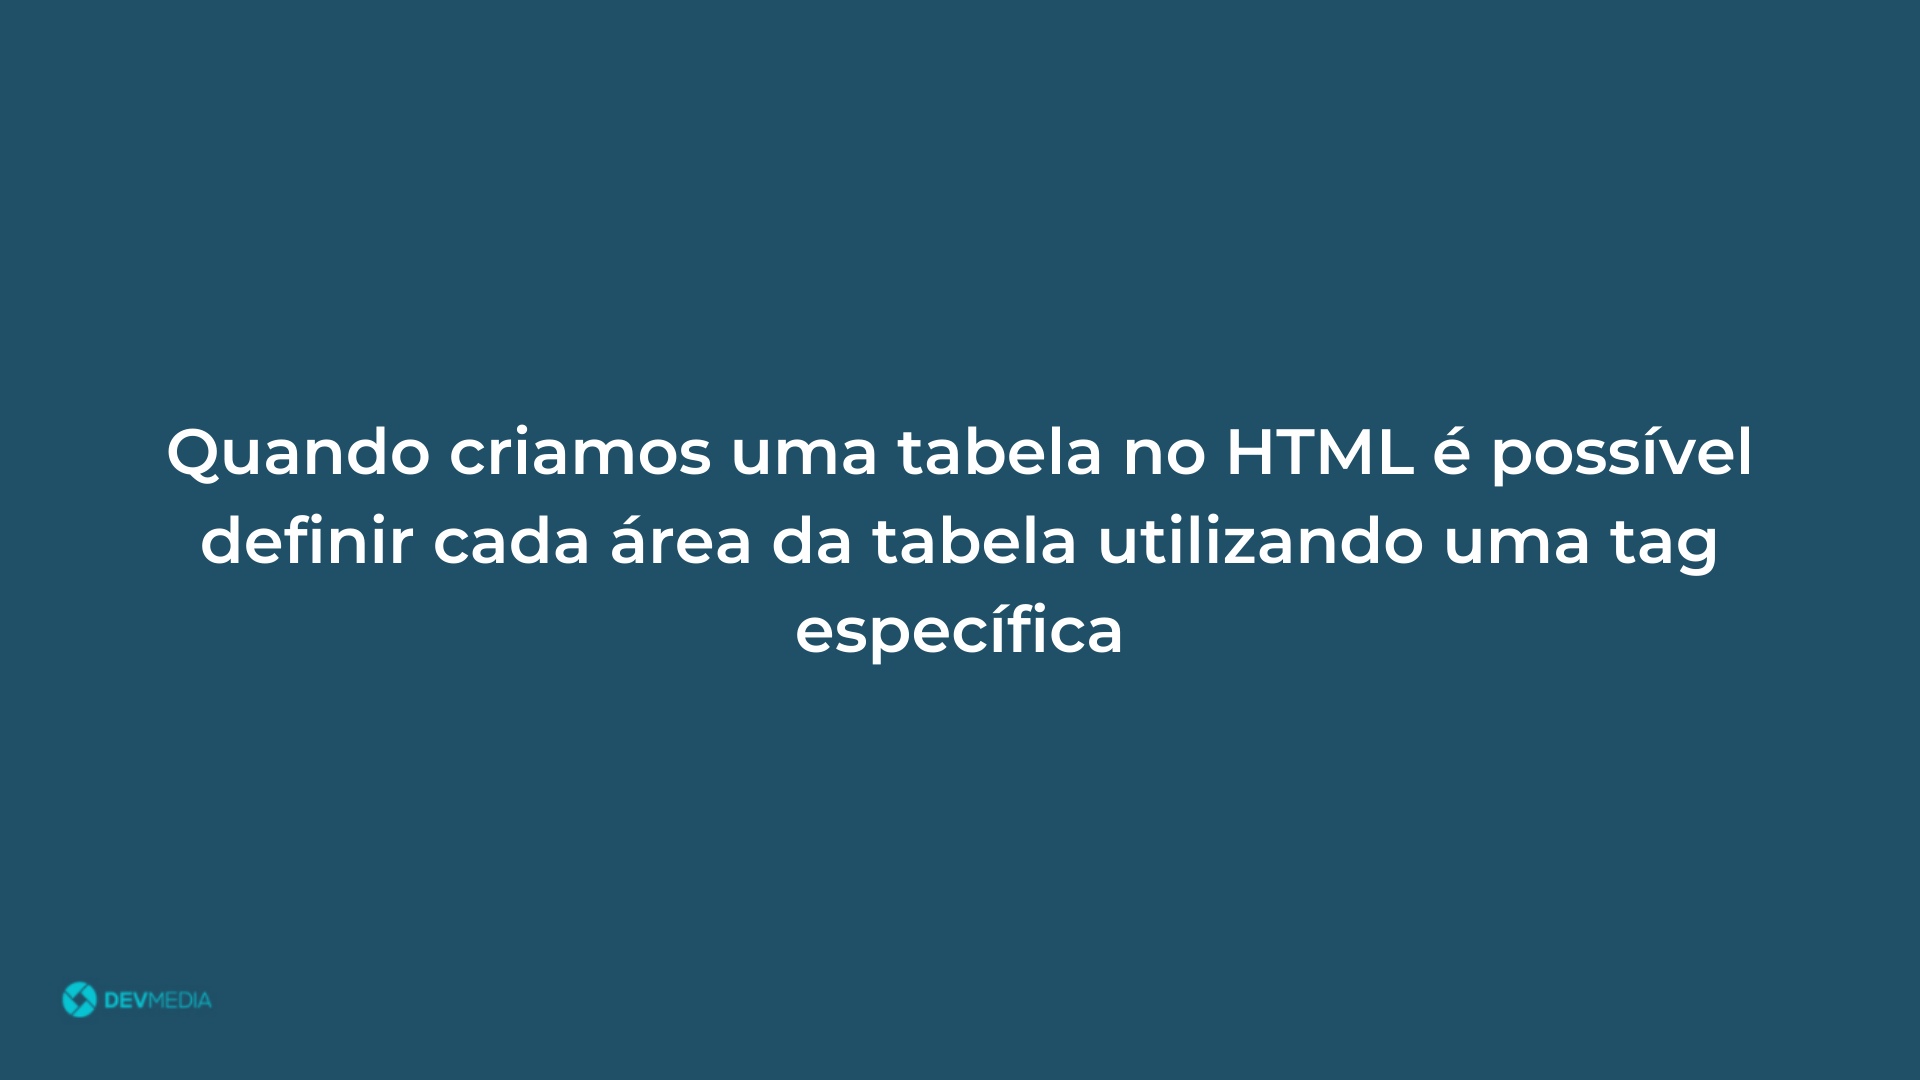 Quando criamos uma tabela no HTML é possível
definir cada área da tabela utilizando uma tag
específica
DEVMEDIA